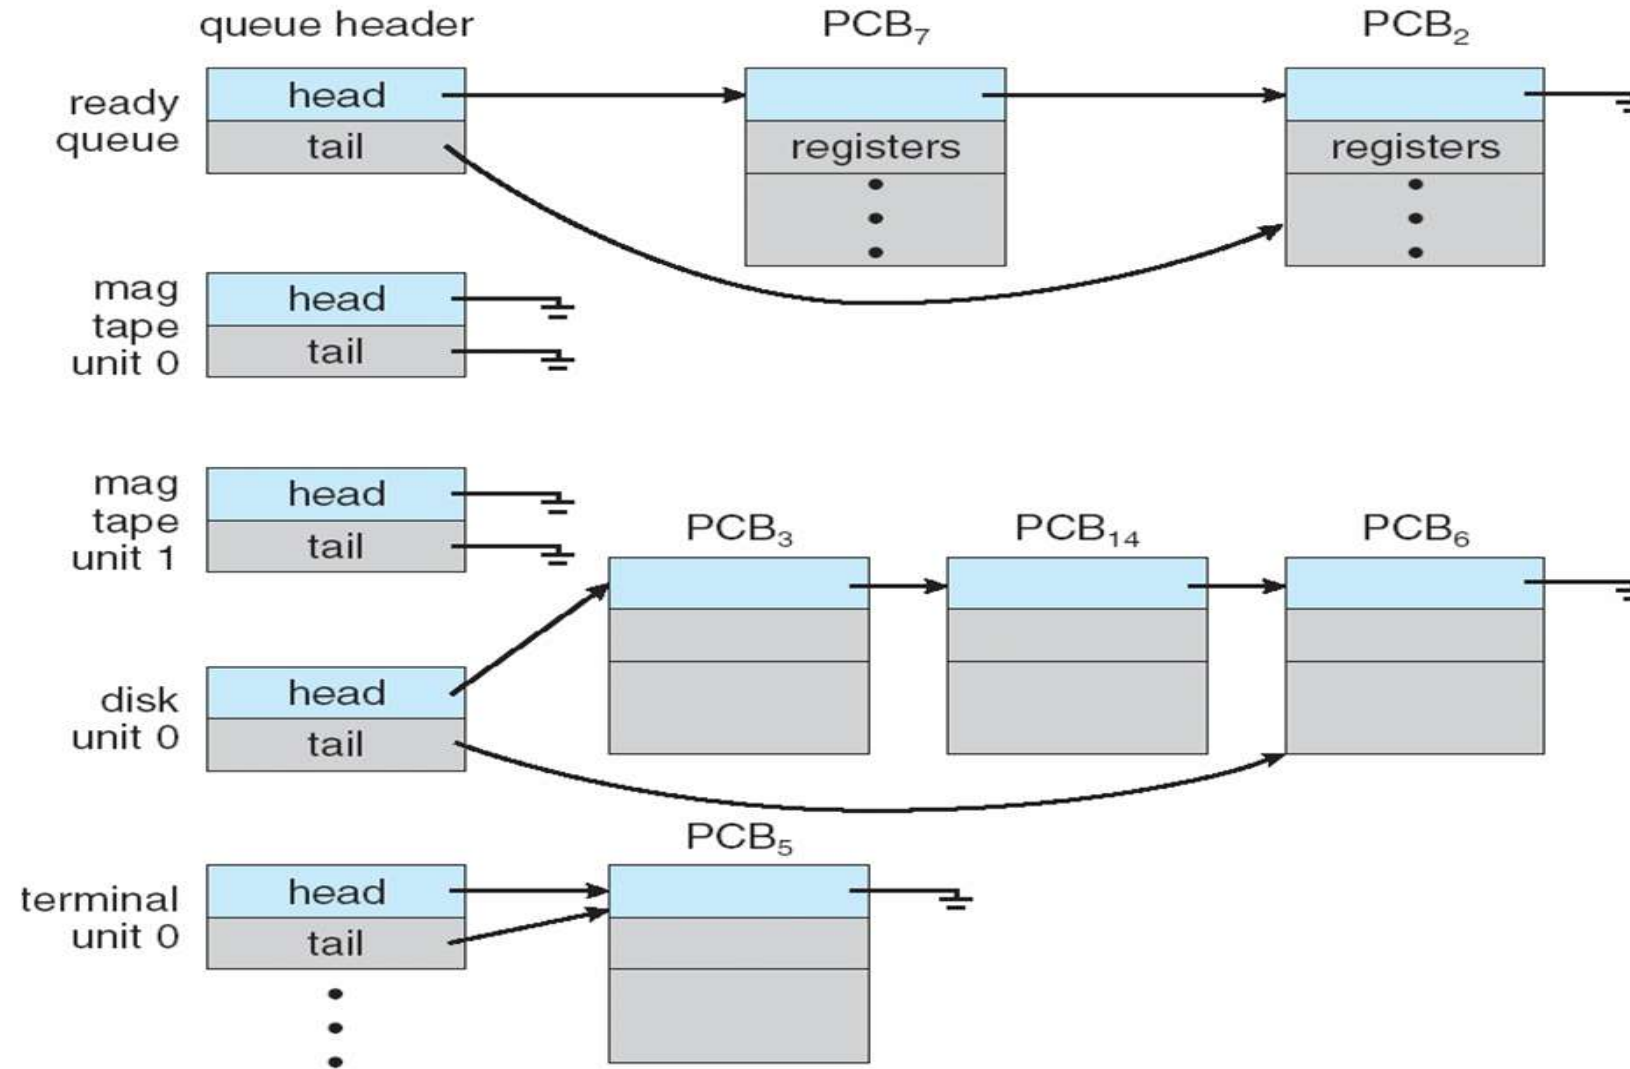 queue header
PCB₇
PCB₂
ready
queue
head
tail
registers
registers
mag
tape
unit 0
head
tail
mag
tape
unit 1
head
tail
PCB₃
PCB₁₄
PCB₆
disk
unit 0
head
tail
PCB₅
terminal
unit 0
head
tail